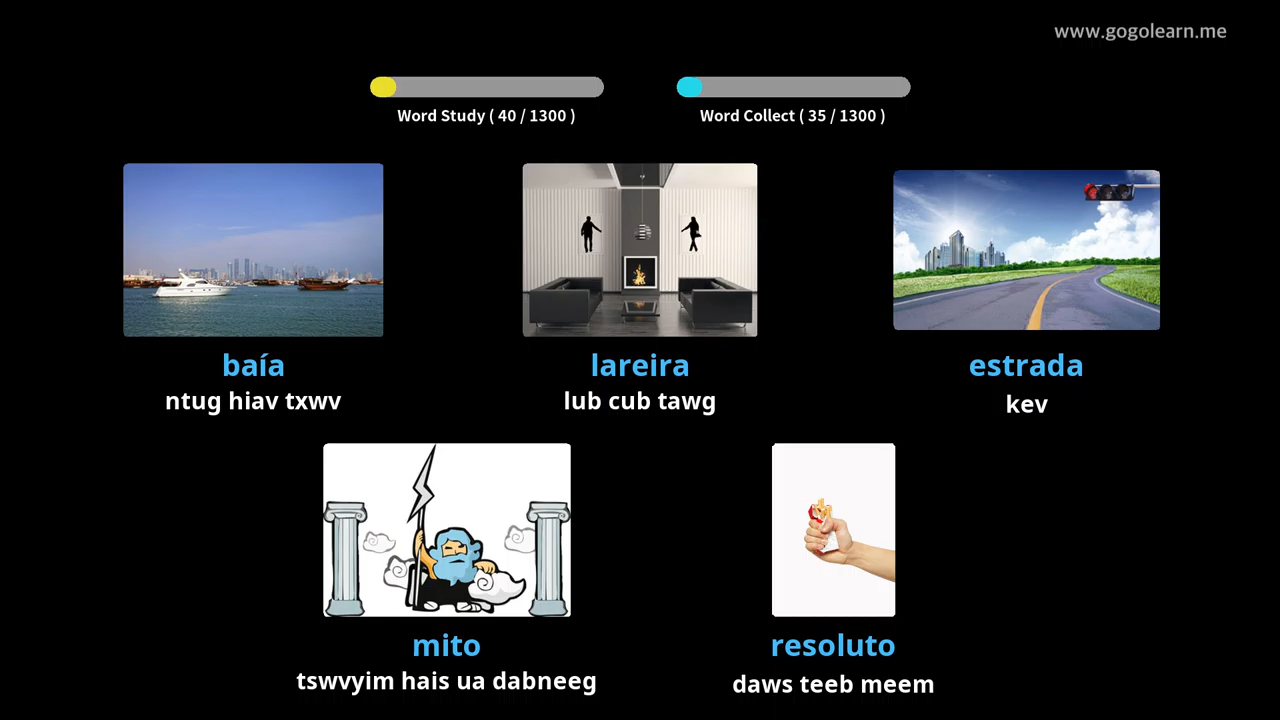 www.gogolearn.me
Word Study ( 40 / 1300 )
Word Collect ( 35 / 1300 )
baía
lareira
estrada
ntug hiav txwv
lub cub tawg
kev
mito
resoluto
tswvyim hais ua dabneeg
daws teeb meem